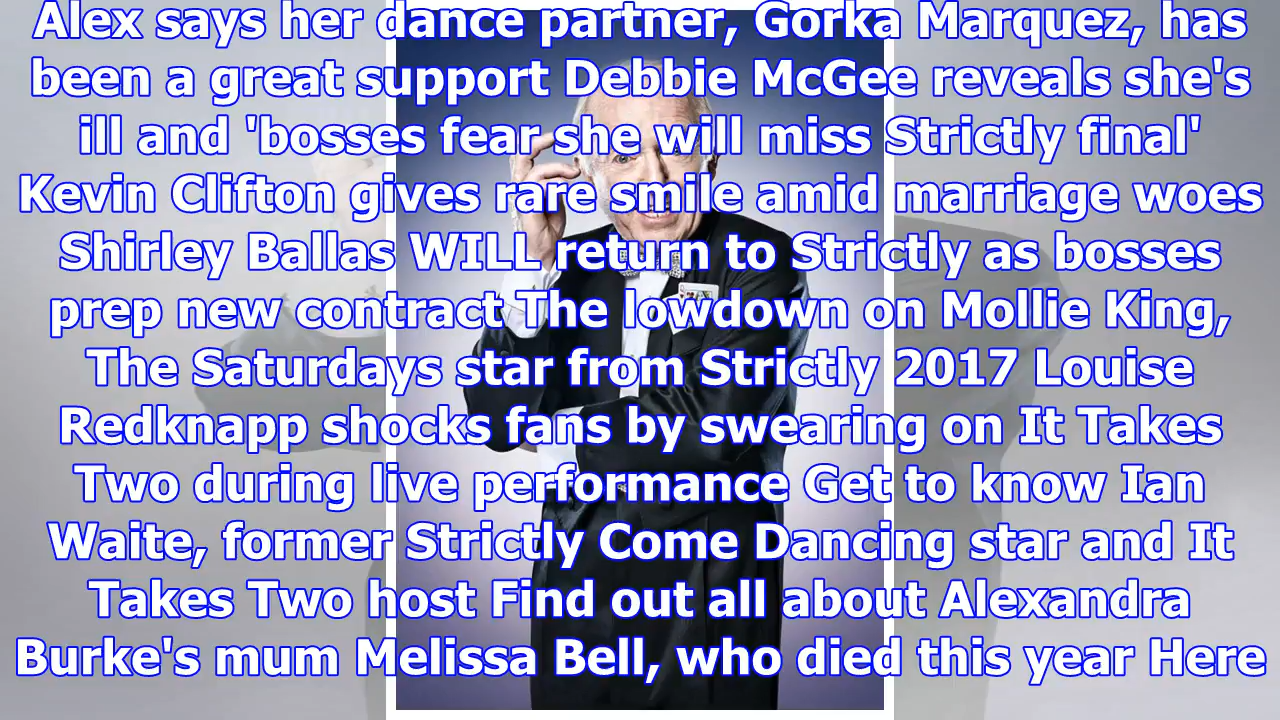 Alex says her dance partner, Gorka Marquez, has
been a great support Debbie McGee reveals she's
ill and 'bosses fear she will miss Strictly final'
Kevin Clifton gives rare smile amid marriage woes
Shirley Ballas WILL return to Strictly as bosses
prep new contract The lowdown on Mollie King,
The Saturdays star from Strictly 2017 Louise
Redknapp shocks fans by swearing on It Takes
Two during live performance Get to know Ian
Waite, former Strictly Come Dancing star and It
Takes Two host Find out all about Alexandra
Burke's mum Melissa Bell, who died this year Here